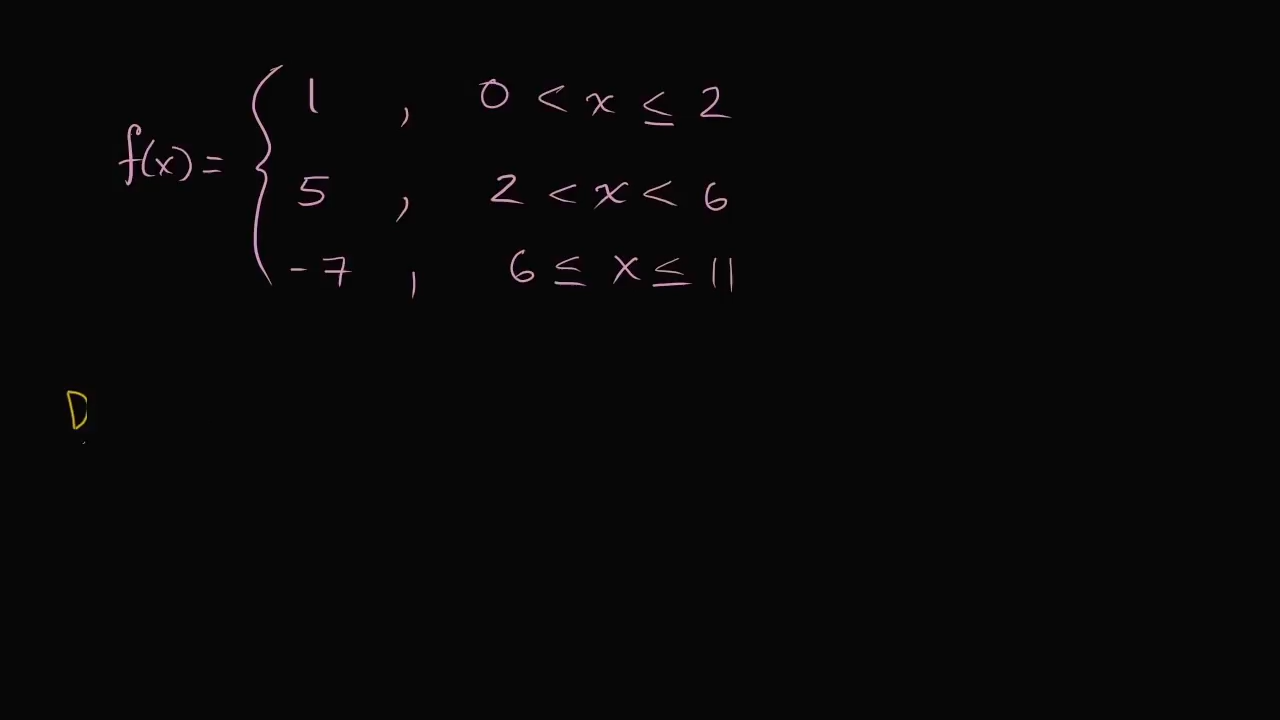 f(x) = { 1 , 0 < x ≤ 2
5 , 2 < x < 6
-7 , 6 ≤ x ≤ 11
D